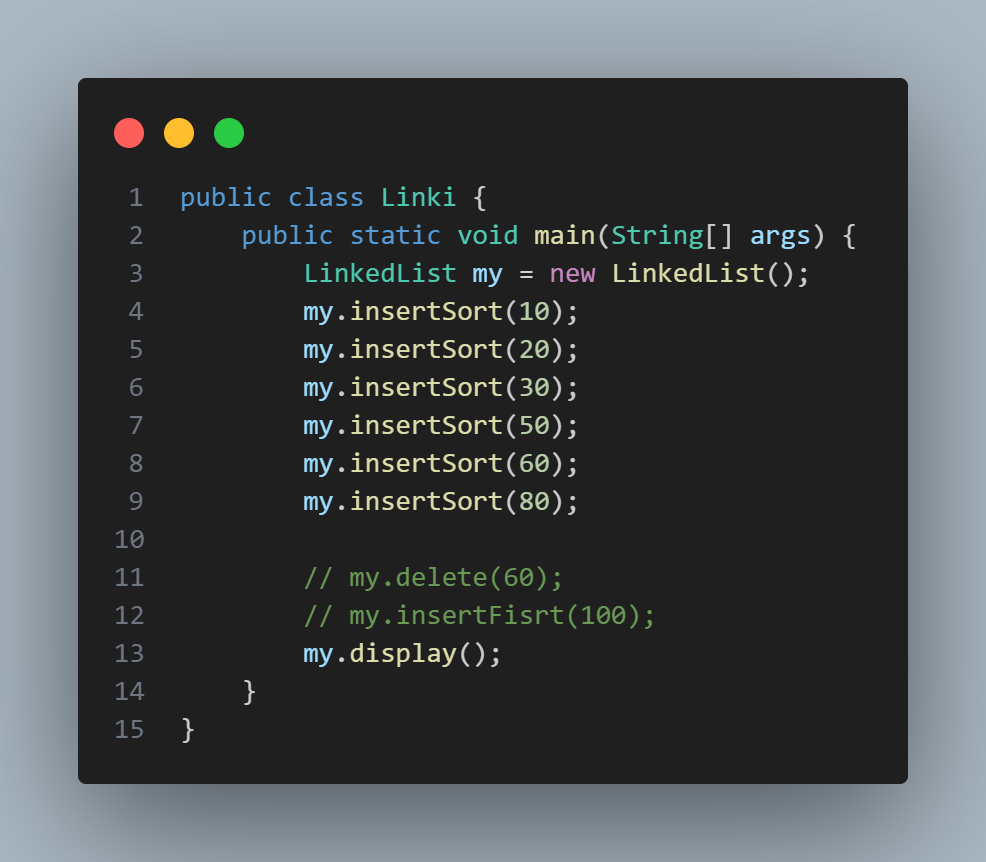 1 public class Linki {
2     public static void main(String[] args) {
3         LinkedList my = new LinkedList();
4         my.insertSort(10);
5         my.insertSort(20);
6         my.insertSort(30);
7         my.insertSort(50);
8         my.insertSort(60);
9         my.insertSort(80);
10
11         // my.delete(60);
12         // my.insertFisrt(100);
13         my.display();
14     }
15 }